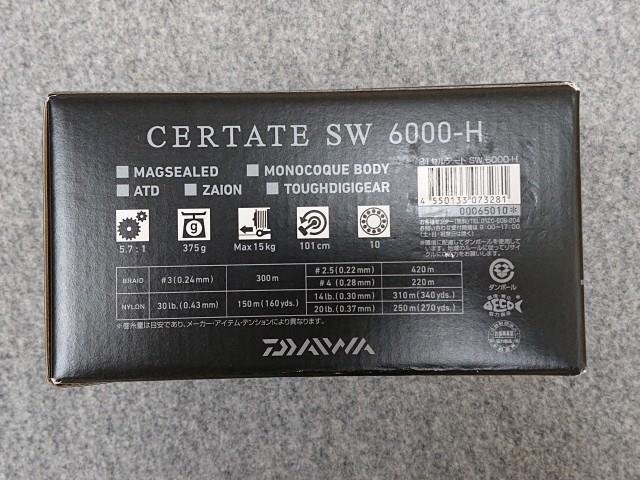 CERTATE SW 6000-H
MAGSEALED MONOCOQUE BODY
ATD ZAION TOUGHDIGIGEAR
21セルテート SW 6000-H
4 550133 073281
00065010*
g
5.7 : 1 375g Max 15kg 101cm 10
BRAID #3 (0.24mm) 300m #2.5 (0.22mm) 420m
#4 (0.28mm) 220m
NYLON 30lb. (0.43mm) 150m (160yds.) 14lb. (0.30mm) 310m (340yds.)
20lb. (0.37mm) 250m (270yds.)
※巻糸量は目安であり、メーカー・アイテム・テンションにより異なります。
DAIWA
ダンボール